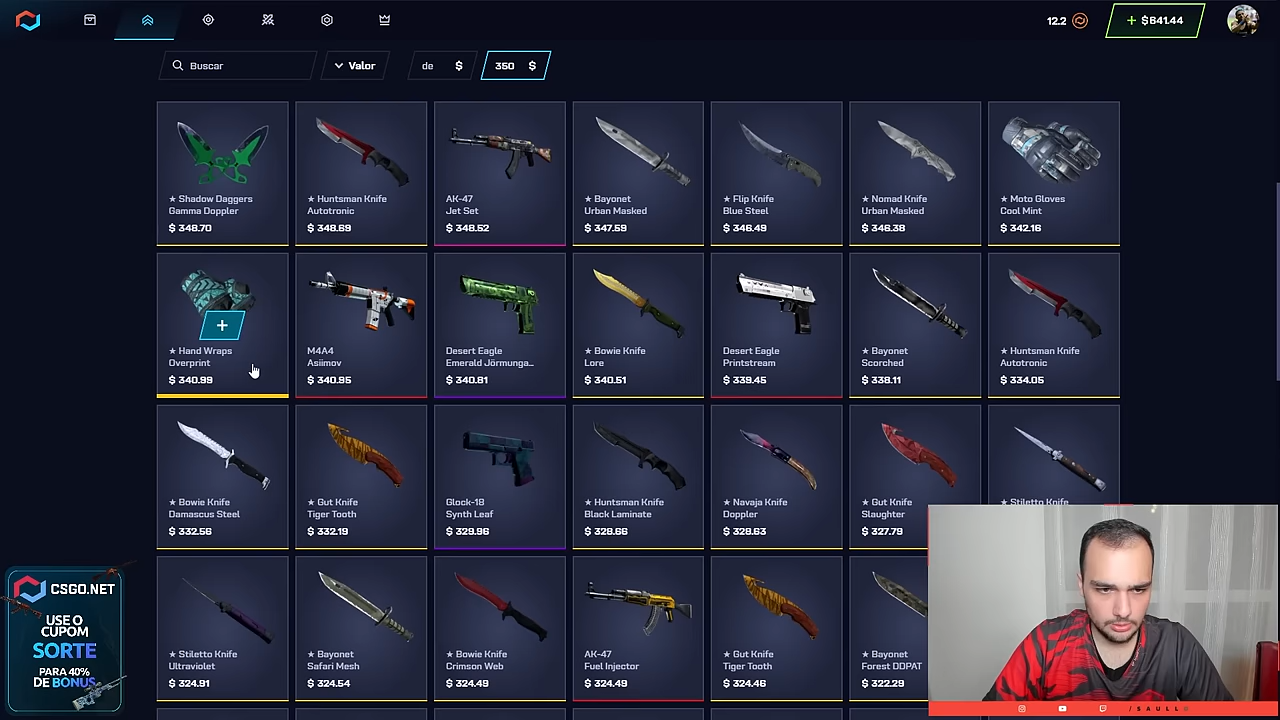 12.2
+ $841.44
Buscar
Valor
de $
350 $
★ Shadow Daggers
Gamma Doppler
$ 348.70
★ Huntsman Knife
Autotronic
$ 348.69
AK-47
Jet Set
$ 348.52
★ Bayonet
Urban Masked
$ 347.59
★ Flip Knife
Blue Steel
$ 346.49
★ Nomad Knife
Urban Masked
$ 346.38
★ Moto Gloves
Cool Mint
$ 342.16
+
★ Hand Wraps
Overprint
$ 340.99
M4A4
Asiimov
$ 340.95
Desert Eagle
Emerald Jörmunga...
$ 340.81
★ Bowie Knife
Lore
$ 340.51
Desert Eagle
Printstream
$ 339.45
★ Bayonet
Scorched
$ 338.11
★ Huntsman Knife
Autotronic
$ 334.05
★ Bowie Knife
Damascus Steel
$ 332.56
★ Gut Knife
Tiger Tooth
$ 332.19
Glock-18
Synth Leaf
$ 329.96
★ Huntsman Knife
Black Laminate
$ 328.66
★ Navaja Knife
Doppler
$ 328.63
★ Gut Knife
Slaughter
$ 327.79
★ Stiletto Knife
★ Stiletto Knife
Ultraviolet
$ 324.91
★ Bayonet
Safari Mesh
$ 324.54
★ Bowie Knife
Crimson Web
$ 324.49
AK-47
Fuel Injector
$ 324.49
★ Gut Knife
Tiger Tooth
$ 324.46
★ Bayonet
Forest DDPAT
$ 322.29
CSGO.NET
USE O
CUPOM
SORTE
PARA 40%
DE BONUS